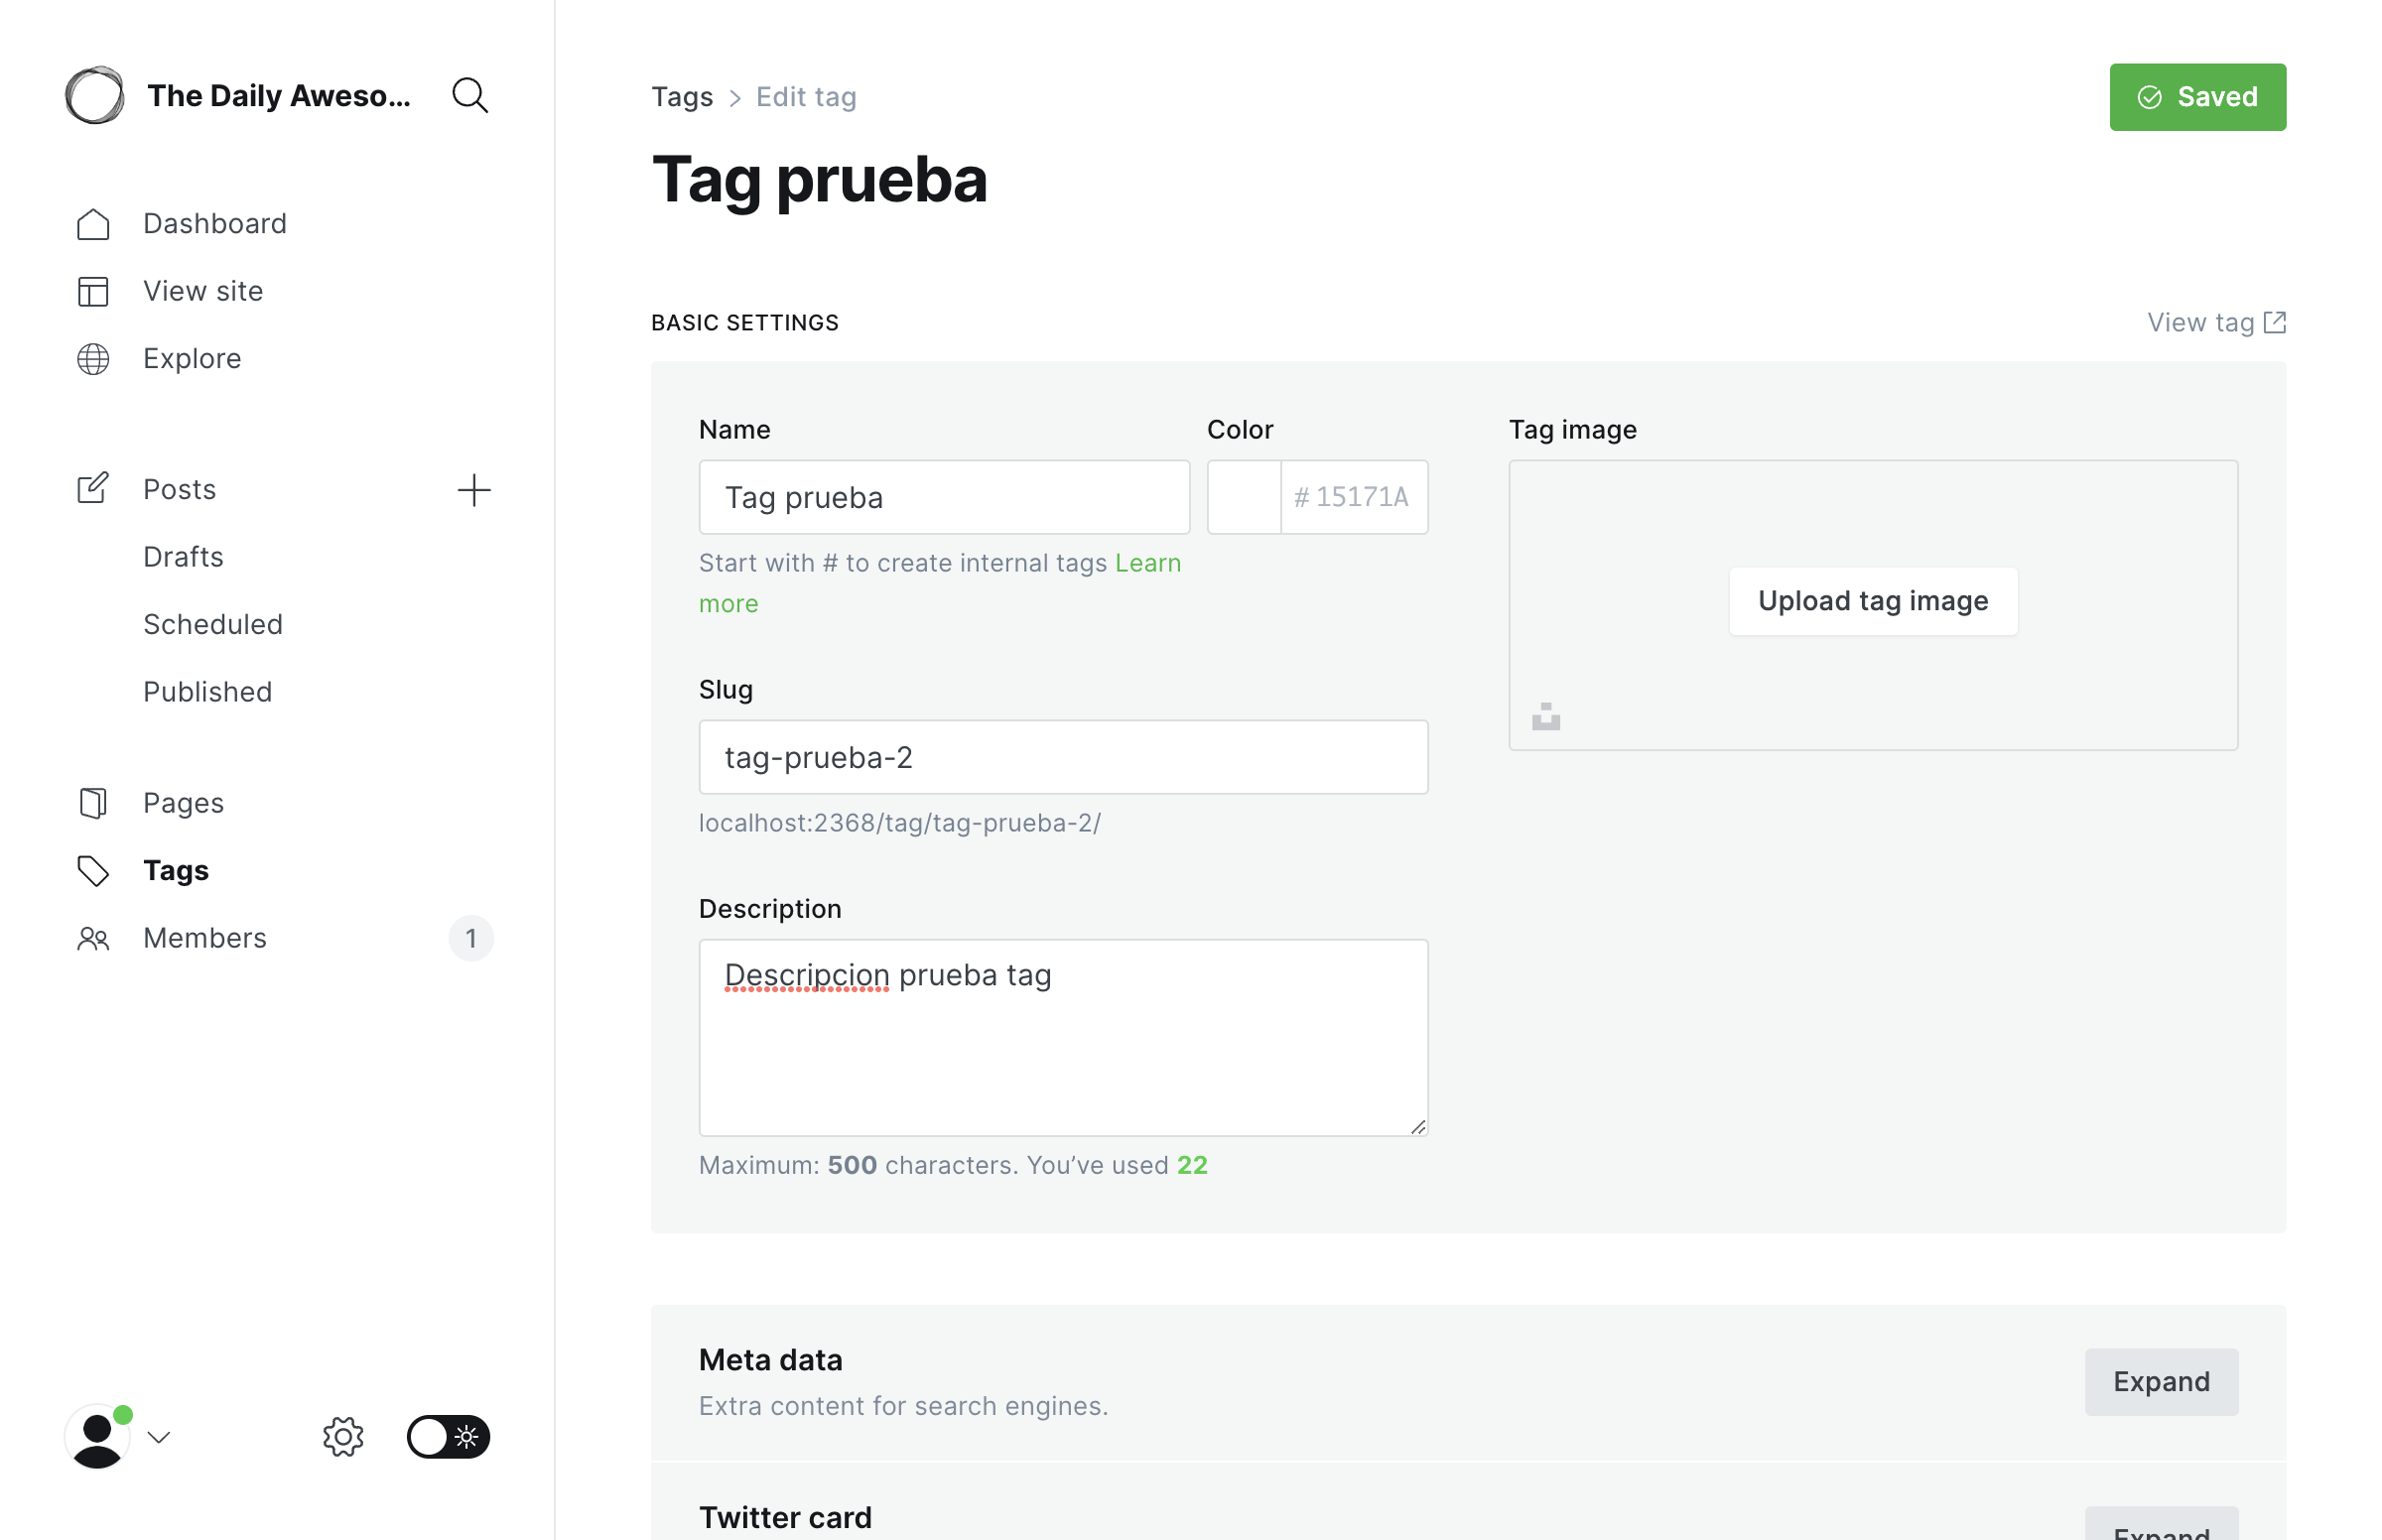 The Daily Aweso...
Dashboard
View site
Explore
Posts
Drafts
Scheduled
Published
Pages
Tags
Members
1
Tags > Edit tag
Saved
Tag prueba
BASIC SETTINGS
View tag
Name
Tag prueba
Start with # to create internal tags Learn
more
Color
# 15171A
Tag image
Upload tag image
Slug
tag-prueba-2
localhost:2368/tag/tag-prueba-2/
Description
Descripcion prueba tag
Maximum: 500 characters. You’ve used 22
Meta data
Extra content for search engines.
Expand
Twitter card
Expand